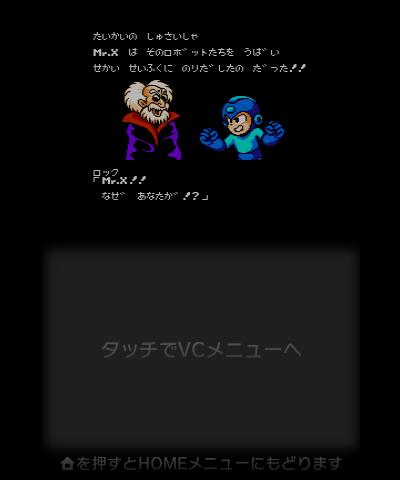 たいかいの　しゅさいしゃ
Mr.X　は　そのロボットたちを　うばい
せかい　せいふくに　のりだしたの　だった!!
ロック
「Mr.X!!
なぜ　あなたが!?」
タッチでVCメニューへ
を押すとHOMEメニューにもどります